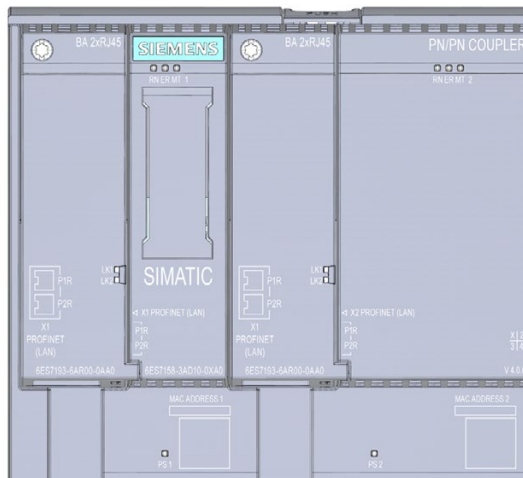 BA 2xRJ45
SIEMENS
BA 2xRJ45
PN/PN COUPLER
RN ER MT 1
RN ER MT 2
LK1
LK2
P1R
P2R
X1
PROFINET
(LAN)
6ES7193-6AR00-0AA0
SIMATIC
X1 PROFINET (LAN)
P1R
P2R
6ES7158-3AD10-0XA0
LK1
LK2
P1R
P2R
X1
PROFINET
(LAN)
6ES7193-6AR00-0AA0
X2 PROFINET (LAN)
P1R
P2R
MAC ADDRESS 1
PS 1
MAC ADDRESS 2
PS 2